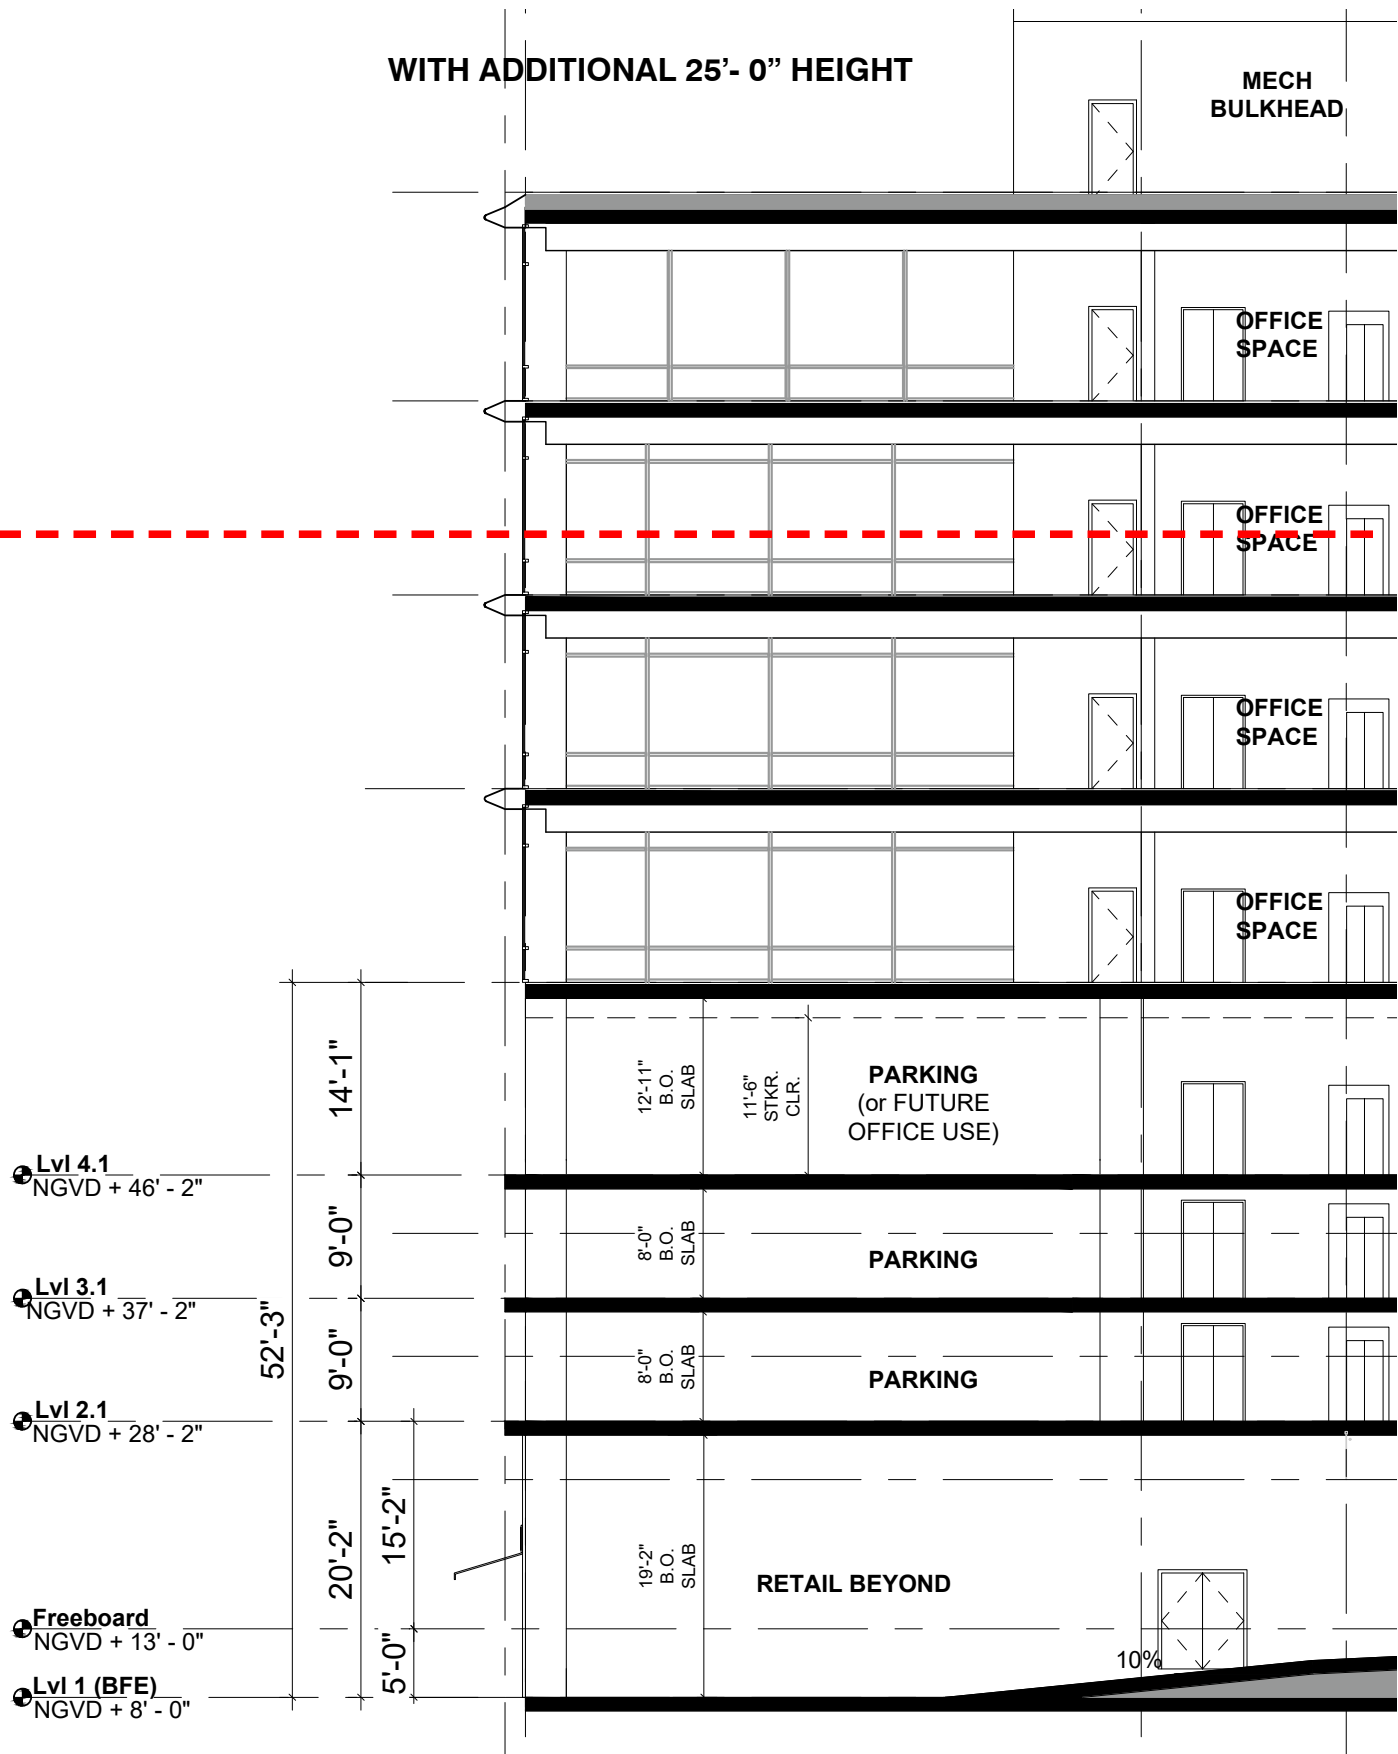 WITH ADDITIONAL 25’- 0” HEIGHT
MECH
BULKHEAD
OFFICE
SPACE
OFFICE
SPACE
OFFICE
SPACE
OFFICE
SPACE
14'-1"
12'-11"
B.O.
SLAB
11'-6"
STKR.
CLR.
PARKING
(or FUTURE
OFFICE USE)
Lvl 4.1
NGVD + 46' - 2"
9'-0"
8'-0"
B.O.
SLAB
PARKING
Lvl 3.1
NGVD + 37' - 2"
52'-3"
9'-0"
8'-0"
B.O.
SLAB
PARKING
Lvl 2.1
NGVD + 28' - 2"
20'-2"
15'-2"
19'-2"
B.O.
SLAB
RETAIL BEYOND
Freeboard
NGVD + 13' - 0"
5'-0"
10%
Lvl 1 (BFE)
NGVD + 8' - 0"